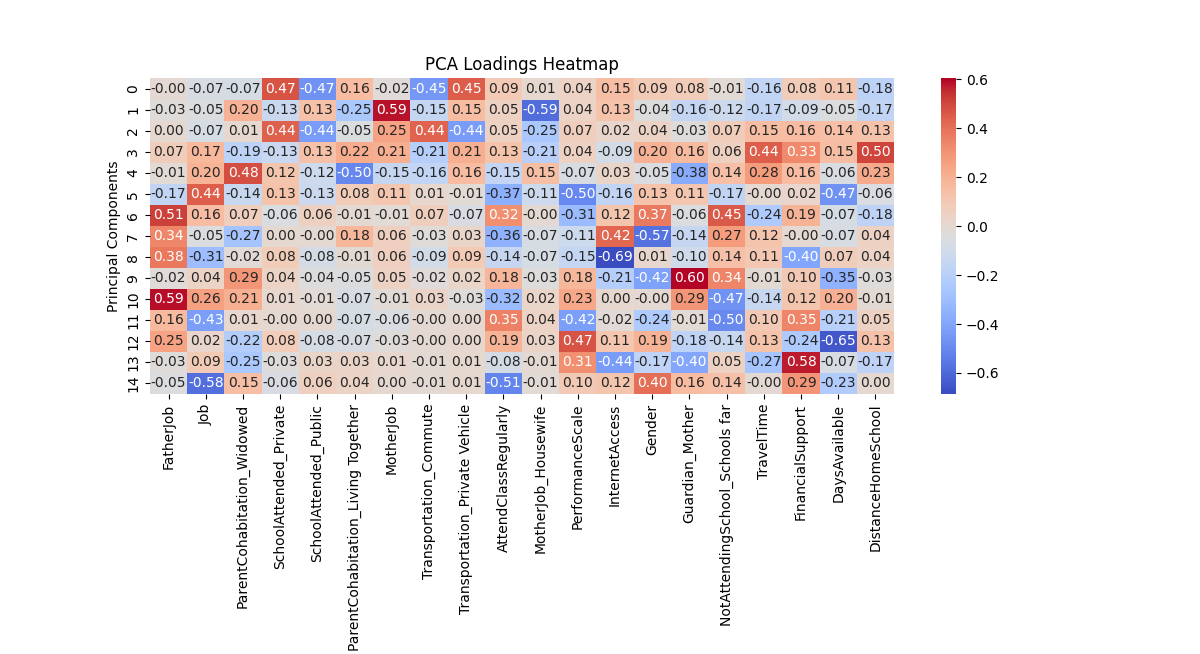 PCA Loadings Heatmap
Principal Components
0 -0.00 -0.07 -0.07 0.47 -0.47 0.16 -0.02 -0.45 0.45 0.09 0.01 0.04 0.15 0.09 0.08 -0.01 -0.16 0.08 0.11 -0.18
1 -0.03 -0.05 0.20 -0.13 0.13 -0.25 0.59 -0.15 0.15 0.05 -0.59 0.04 0.13 -0.04 -0.16 -0.12 -0.17 -0.09 -0.05 -0.17
2 0.00 -0.07 0.01 0.44 -0.44 -0.05 0.25 0.44 -0.44 0.05 -0.25 0.07 0.02 0.04 -0.03 0.07 0.15 0.16 0.14 0.13
3 0.07 0.17 -0.19 -0.13 0.13 0.22 0.21 -0.21 0.21 0.13 -0.21 0.04 -0.09 0.20 0.16 0.06 0.44 0.33 0.15 0.50
4 -0.01 0.20 0.48 0.12 -0.12 -0.50 -0.15 -0.16 0.16 -0.15 0.15 -0.07 0.03 -0.05 -0.38 0.14 0.28 0.16 -0.06 0.23
5 -0.17 0.44 -0.14 0.13 -0.13 0.08 0.11 0.01 -0.01 -0.37 -0.11 -0.50 -0.16 0.13 0.11 -0.17 -0.00 0.02 -0.47 -0.06
6 0.51 0.16 0.07 -0.06 0.06 -0.01 -0.01 0.07 -0.07 0.32 -0.00 -0.31 0.12 0.37 -0.06 0.45 -0.24 0.19 -0.07 -0.18
7 0.34 -0.05 -0.27 -0.00 0.00 0.18 0.06 -0.03 0.03 -0.36 -0.07 -0.11 0.42 -0.57 -0.14 0.27 0.12 -0.00 -0.07 0.04
8 0.38 -0.31 -0.02 0.08 -0.08 -0.01 0.06 -0.09 0.09 -0.14 -0.07 -0.15 -0.69 0.01 -0.10 0.14 0.11 -0.40 0.07 0.04
9 -0.02 0.04 0.29 0.04 -0.04 -0.05 0.05 -0.02 0.02 0.18 -0.03 0.18 -0.21 -0.42 0.60 0.34 -0.01 0.10 -0.35 -0.03
10 0.59 0.26 0.21 0.01 -0.01 -0.07 -0.01 0.03 -0.03 -0.32 0.02 0.23 0.00 -0.00 0.29 -0.47 -0.14 0.12 0.20 -0.01
11 0.16 -0.43 0.01 -0.00 0.00 -0.07 -0.06 -0.00 0.00 0.35 0.04 -0.42 -0.02 -0.24 -0.01 -0.50 0.10 0.35 -0.21 0.05
12 0.25 0.02 -0.22 0.08 -0.08 -0.07 -0.03 -0.00 0.00 0.19 0.03 0.47 0.11 0.19 -0.18 -0.14 0.13 -0.24 -0.65 0.13
13 -0.03 0.09 -0.25 -0.03 0.03 0.03 0.01 -0.01 0.01 -0.08 -0.01 0.31 -0.44 -0.17 -0.40 0.05 -0.27 0.58 -0.07 -0.17
14 -0.05 -0.58 0.15 -0.06 0.06 0.04 0.00 -0.01 0.01 -0.51 -0.01 0.10 0.12 0.40 0.16 0.14 -0.00 0.29 -0.23 0.00
FatherJob
Job
ParentCohabitation_Widowed
SchoolAttended_Private
SchoolAttended_Public
ParentCohabitation_Living Together
MotherJob
Transportation_Commute
Transportation_Private Vehicle
AttendClassRegularly
MotherJob_Housewife
PerformanceScale
InternetAccess
Gender
Guardian_Mother
NotAttendingSchool_Schools far
TravelTime
FinancialSupport
DaysAvailable
DistanceHomeSchool
0.6
0.4
0.2
0.0
−0.2
−0.4
−0.6